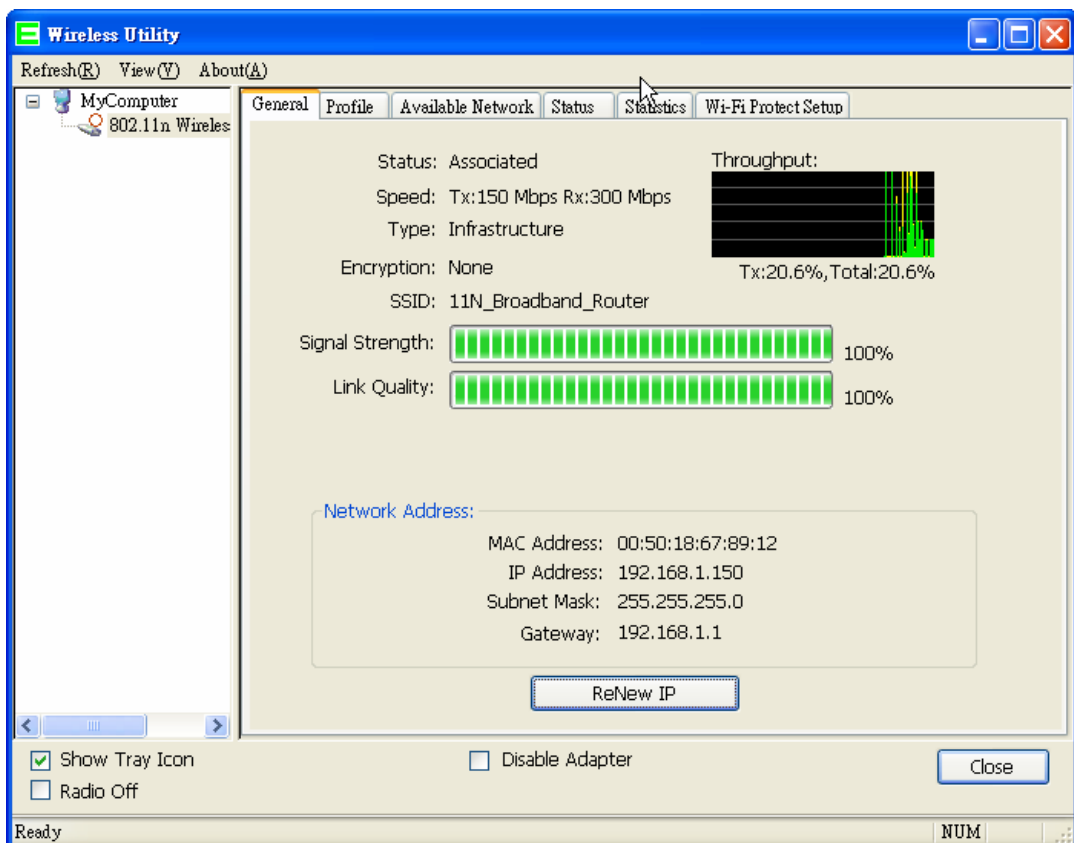 Wireless Utility
Refresh(R) View(V) About(A)
MyComputer
802.11n Wireles
General Profile Available Network Status Statistics Wi-Fi Protect Setup
Status: Associated
Throughput:
Speed: Tx:150 Mbps Rx:300 Mbps
Type: Infrastructure
Encryption: None
Tx:20.6%,Total:20.6%
SSID: 11N_Broadband_Router
Signal Strength: 100%
Link Quality: 100%
Network Address:
MAC Address: 00:50:18:67:89:12
IP Address: 192.168.1.150
Subnet Mask: 255.255.255.0
Gateway: 192.168.1.1
ReNew IP
Show Tray Icon
Disable Adapter
Close
Radio Off
Ready
NUM